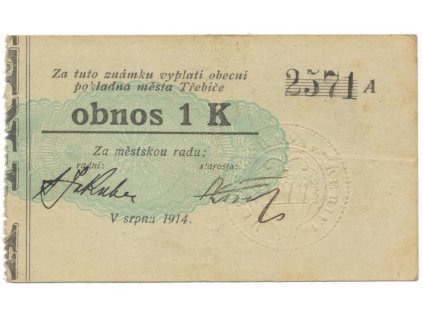 Za tuto známku vyplatí obecní
pokladna města Třebíče
2571 A
obnos 1 K
Za městskou radu:
radní: starosta:
V srpnu 1914.